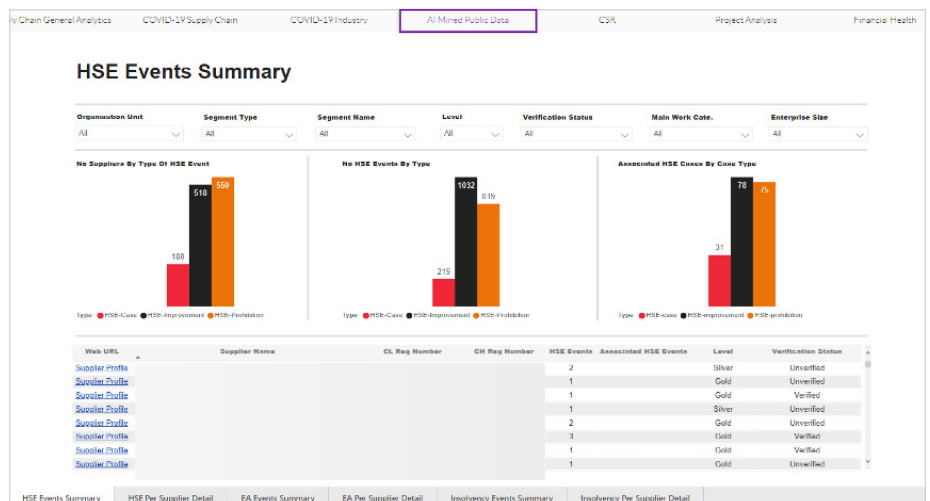 ly Chain General Analytics COVID-19 Supply Chain COVID-19 Industry AI Mined Public Data CSR Project Analysis Financial Health
HSE Events Summary
Organisation Unit Segment Type Segment Name Level Verification Status Main Work Cate. Enterprise Size
All All All All All All All
No Suppliers By Type Of HSE Event No HSE Events By Type Associated HSE Cases By Case Type
180 518 550 219 1032 819 31 78 75
Type HSE-Case HSE-Improvement HSE-Prohibition Type HSE-Case HSE-Improvement HSE-Prohibition Type HSE-case HSE-improvement HSE-prohibition
Web URL Supplier Name CL Reg Number CH Reg Number HSE Events Associated HSE Events Level Verification Status
Supplier Profile 2 Silver Unverified
Supplier Profile 1 Gold Unverified
Supplier Profile 1 Gold Verified
Supplier Profile 1 Silver Unverified
Supplier Profile 2 Gold Unverified
Supplier Profile 3 Gold Verified
Supplier Profile 1 Gold Verified
Supplier Profile 1 Gold Unverified
HSE Events Summary HSE Per Supplier Detail EA Events Summary EA Per Supplier Detail Insolvency Events Summary Insolvency Per Supplier Detail